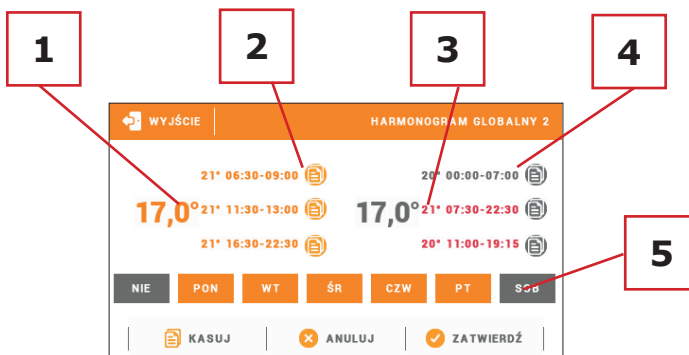 1
2
3
4
WYJŚCIE HARMONOGRAM GLOBALNY 2
21° 06:30-09:00 20° 00:00-07:00
17,0° 21° 11:30-13:00 17,0° 21° 07:30-22:30
21° 16:30-22:30 20° 11:00-19:15
5
NIE PON WT ŚR CZW PT SOB
KASUJ ANULUJ ZATWIERDŹ